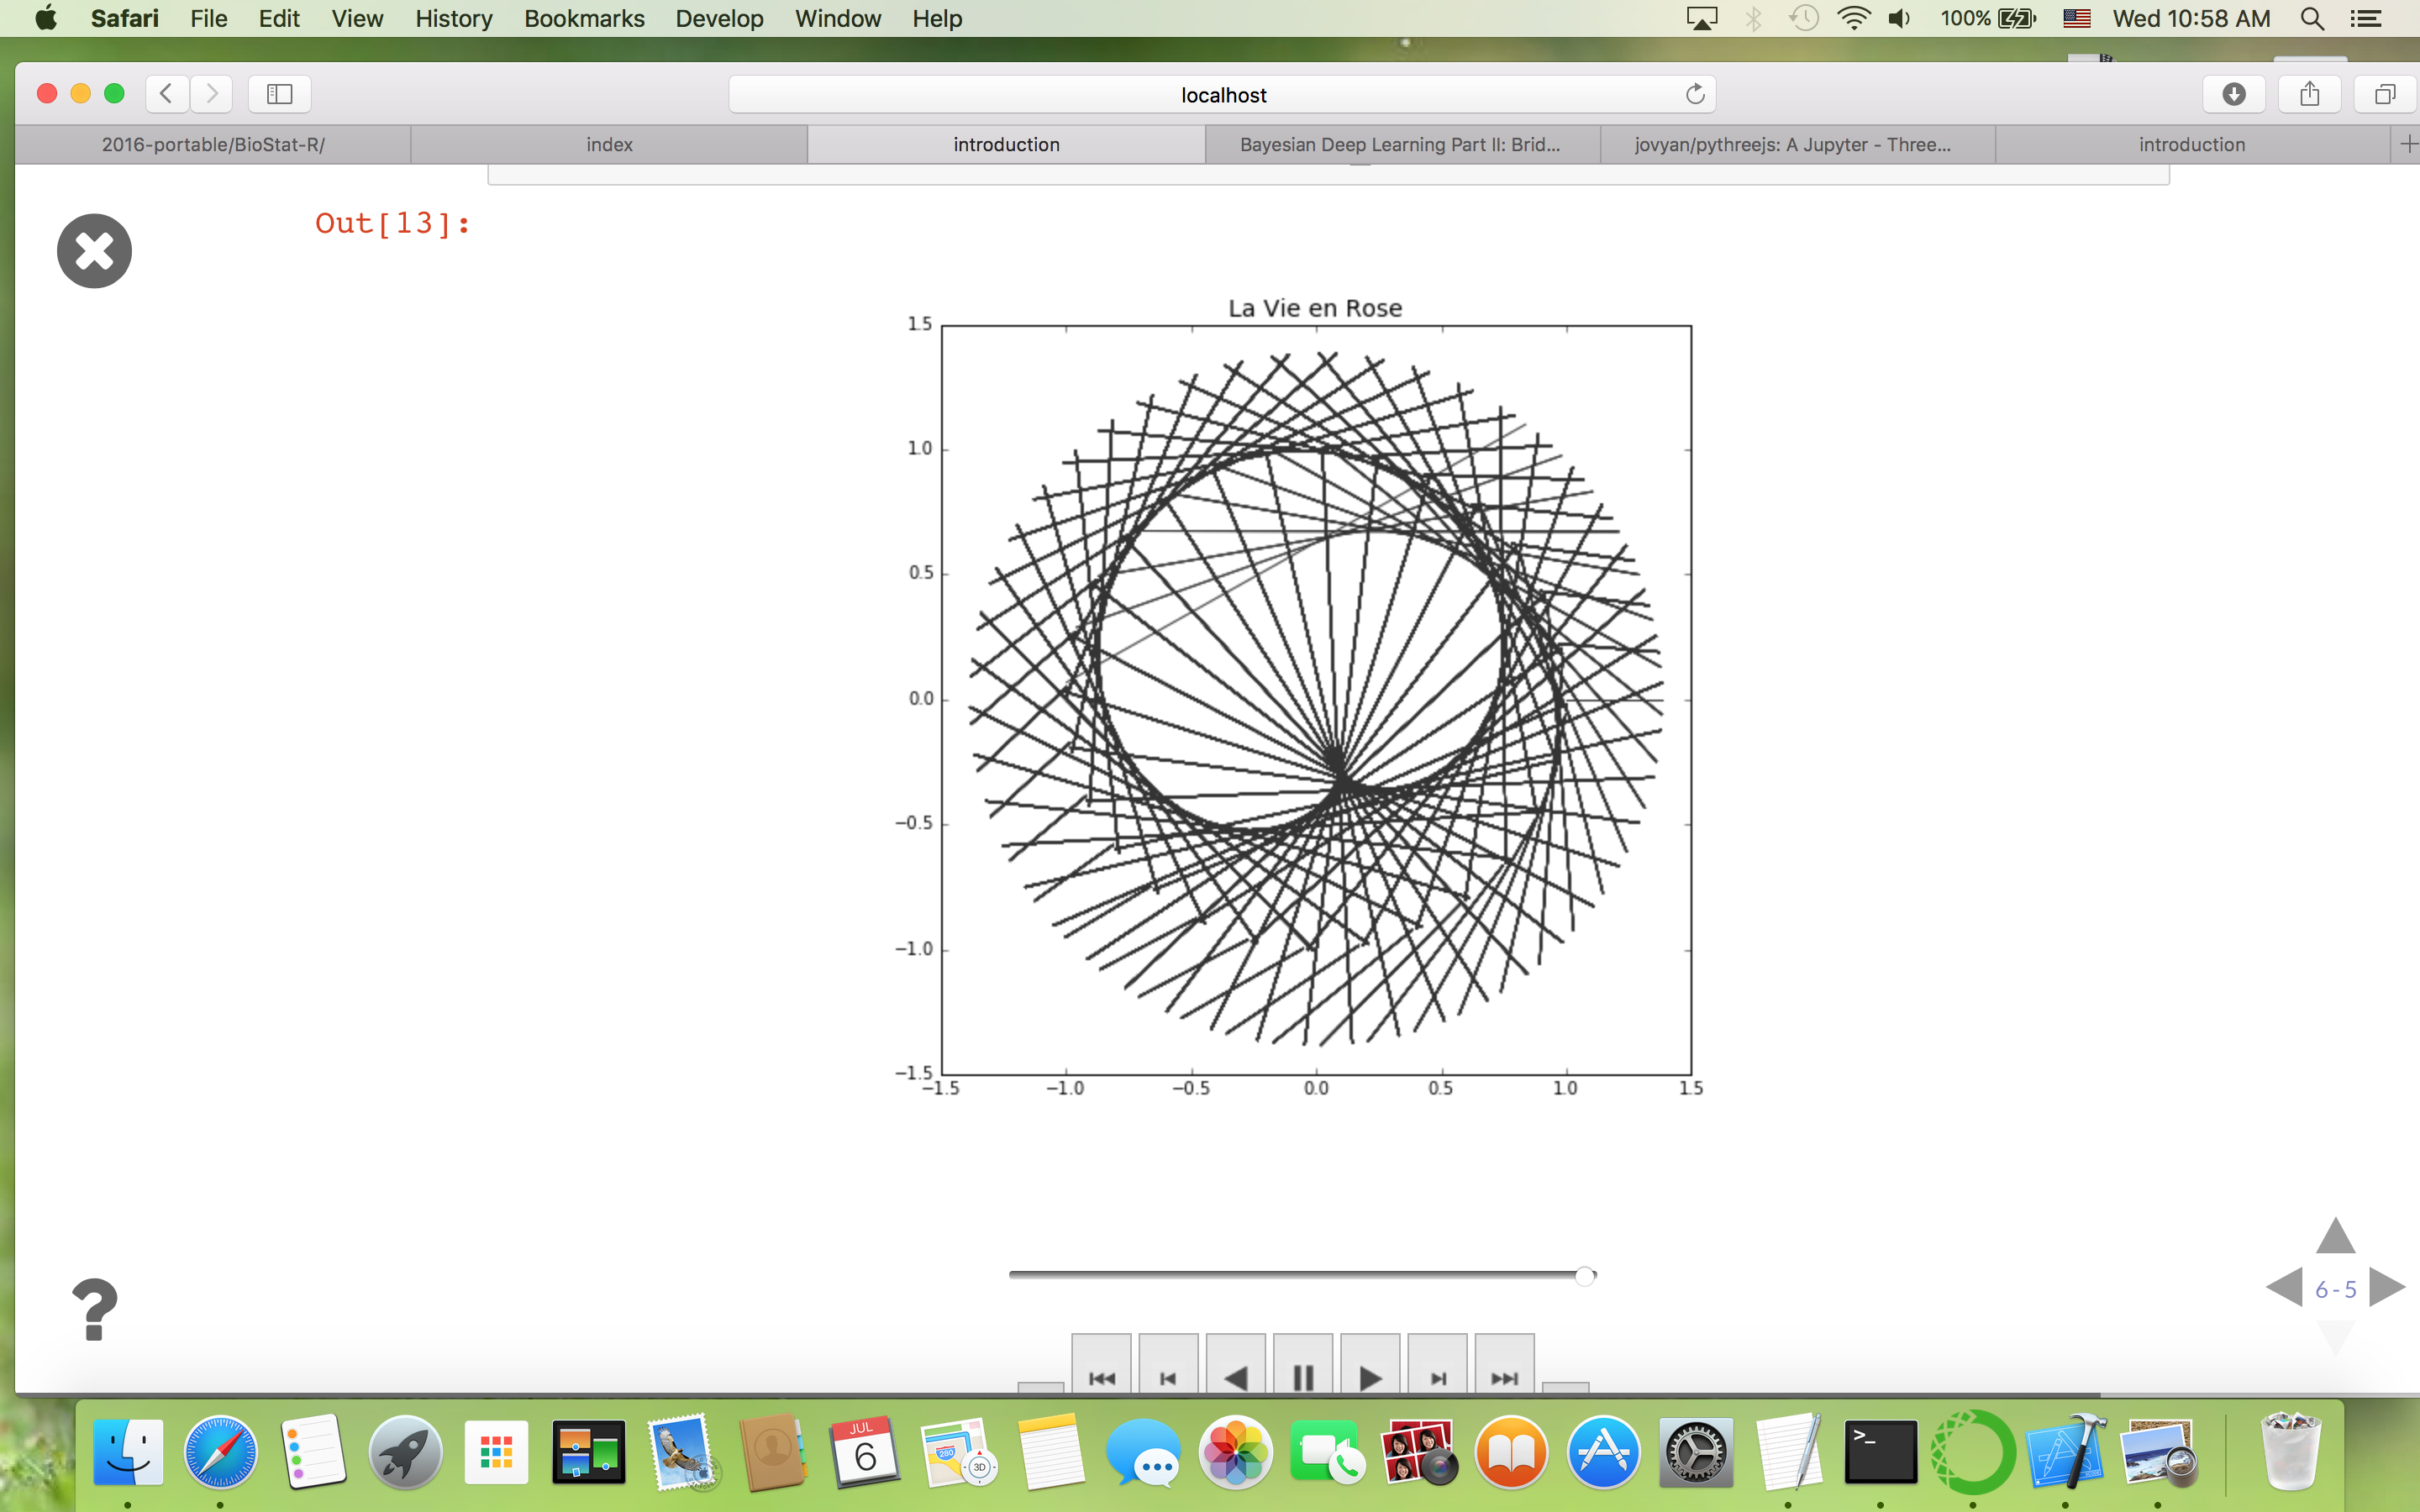 Safari File Edit View History Bookmarks Develop Window Help 100% Wed 10:58 AM
localhost
2016-portable/BioStat-R/ index introduction Bayesian Deep Learning Part II: Brid... jovyan/pythreejs: A Jupyter - Three... introduction
Out[13]:
La Vie en Rose
1.5
1.0
0.5
0.0
−0.5
−1.0
−1.5
−1.5 −1.0 −0.5 0.0 0.5 1.0 1.5
6-5
JUL
6
280
3D
>_